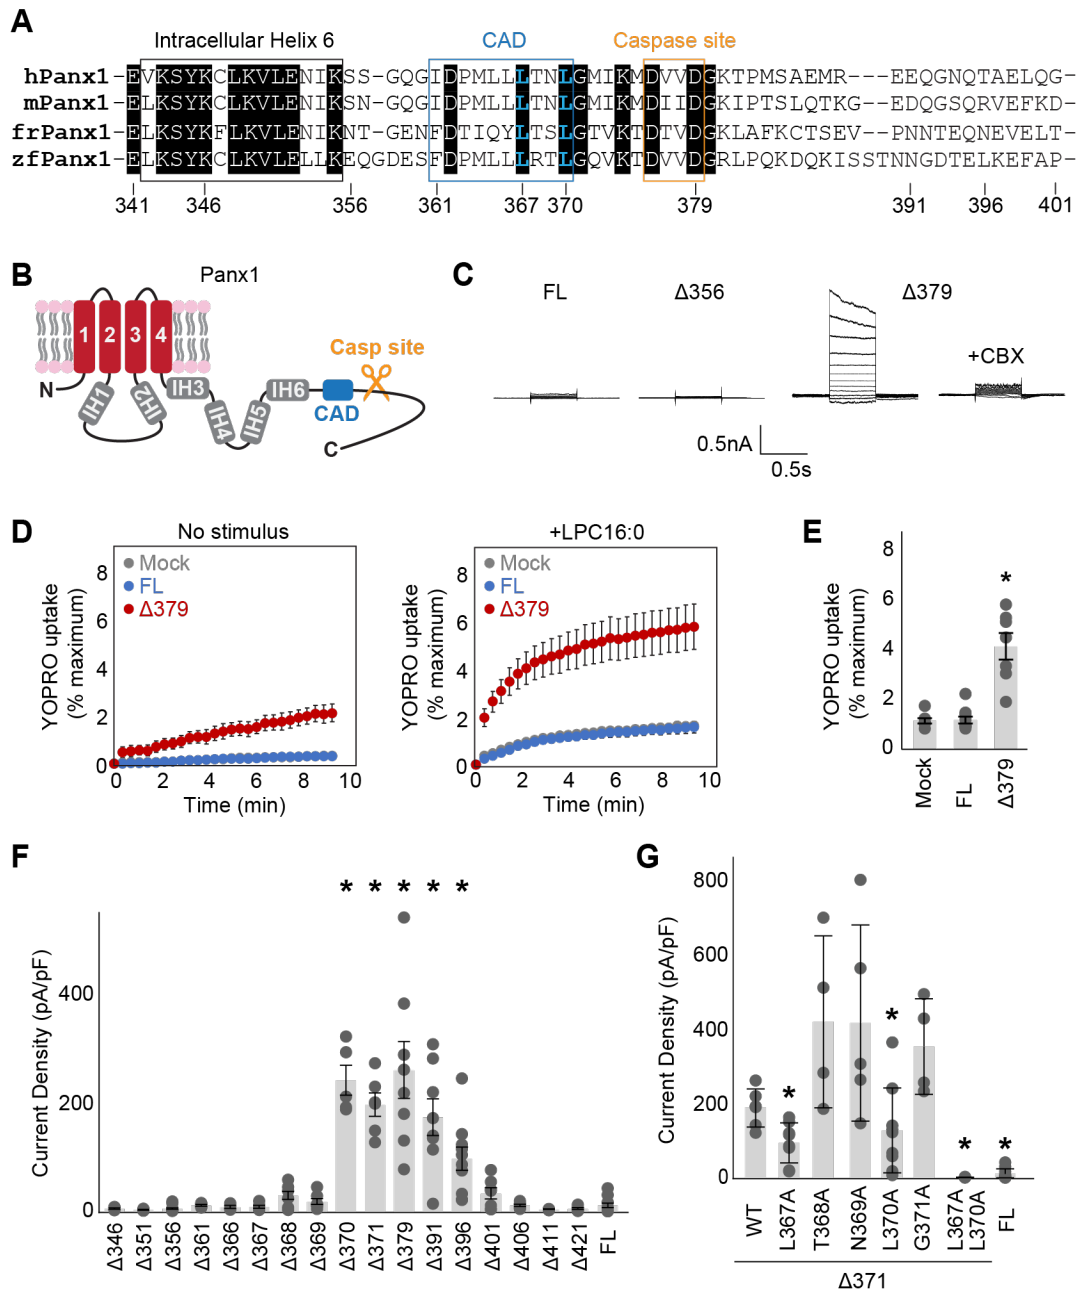 A
Intracellular Helix 6 CAD Caspase site
hPanx1-EVKSYKCLKVLENIKSS-GQGIDPMLLLTNLGMIKMDVVDGKTPMSAEMR---EEQGNQTAELQG-
mPanx1-ELKSYKCLKVLENIKSN-GQGIDPMLLLTNLGMIKMDIIDGKIPTSLQTKG--EDQGSQRVEFKD-
frPanx1-ELKSYKFLKVLENIKNT-GENFDTIQYLTSLGTVKTDTVDGKLAFKCTSEV--PNNTEQNEVELT-
zfPanx1-ELKSYKCLKVLELLKEQGDESFDPMLLLRTLGQVKTDVVDGRLPQKDQKISSTNNGDTELKEFAP-
341 346 356 361 367 370 379 391 396 401
B
Panx1
1 2 3 4
N
IH1 IH2 IH3 IH4 IH5 IH6
CAD
Casp site
C
C
FL Δ356 Δ379
+CBX
0.5nA
0.5s
D
No stimulus
YOPRO uptake
(% maximum)
8
6
4
2
0
Mock
FL
Δ379
0 2 4 6 8 10
Time (min)
+LPC16:0
YOPRO uptake
(% maximum)
8
6
4
2
0
Mock
FL
Δ379
0 2 4 6 8 10
Time (min)
E
YOPRO uptake
(% maximum)
8
6
4
2
0
*
Mock FL Δ379
F
Current Density (pA/pF)
400
200
0
* * * * *
Δ346 Δ351 Δ356 Δ361 Δ366 Δ367 Δ368 Δ369 Δ370 Δ371 Δ379 Δ391 Δ396 Δ401 Δ406 Δ411 Δ421 FL
G
Current Density (pA/pF)
800
600
400
200
0
* * * *
WT L367A T368A N369A L370A G371A L367A L370A FL
Δ371